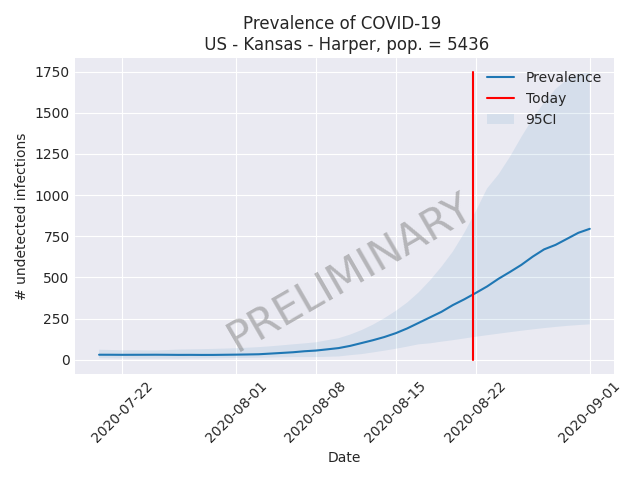 Prevalence of COVID-19
US - Kansas - Harper, pop. = 5436
1750
1500
1250
1000
750
500
250
0
# undetected infections
Prevalence
Today
95CI
PRELIMINARY
2020-07-22
2020-08-01
2020-08-08
2020-08-15
2020-08-22
2020-09-01
Date